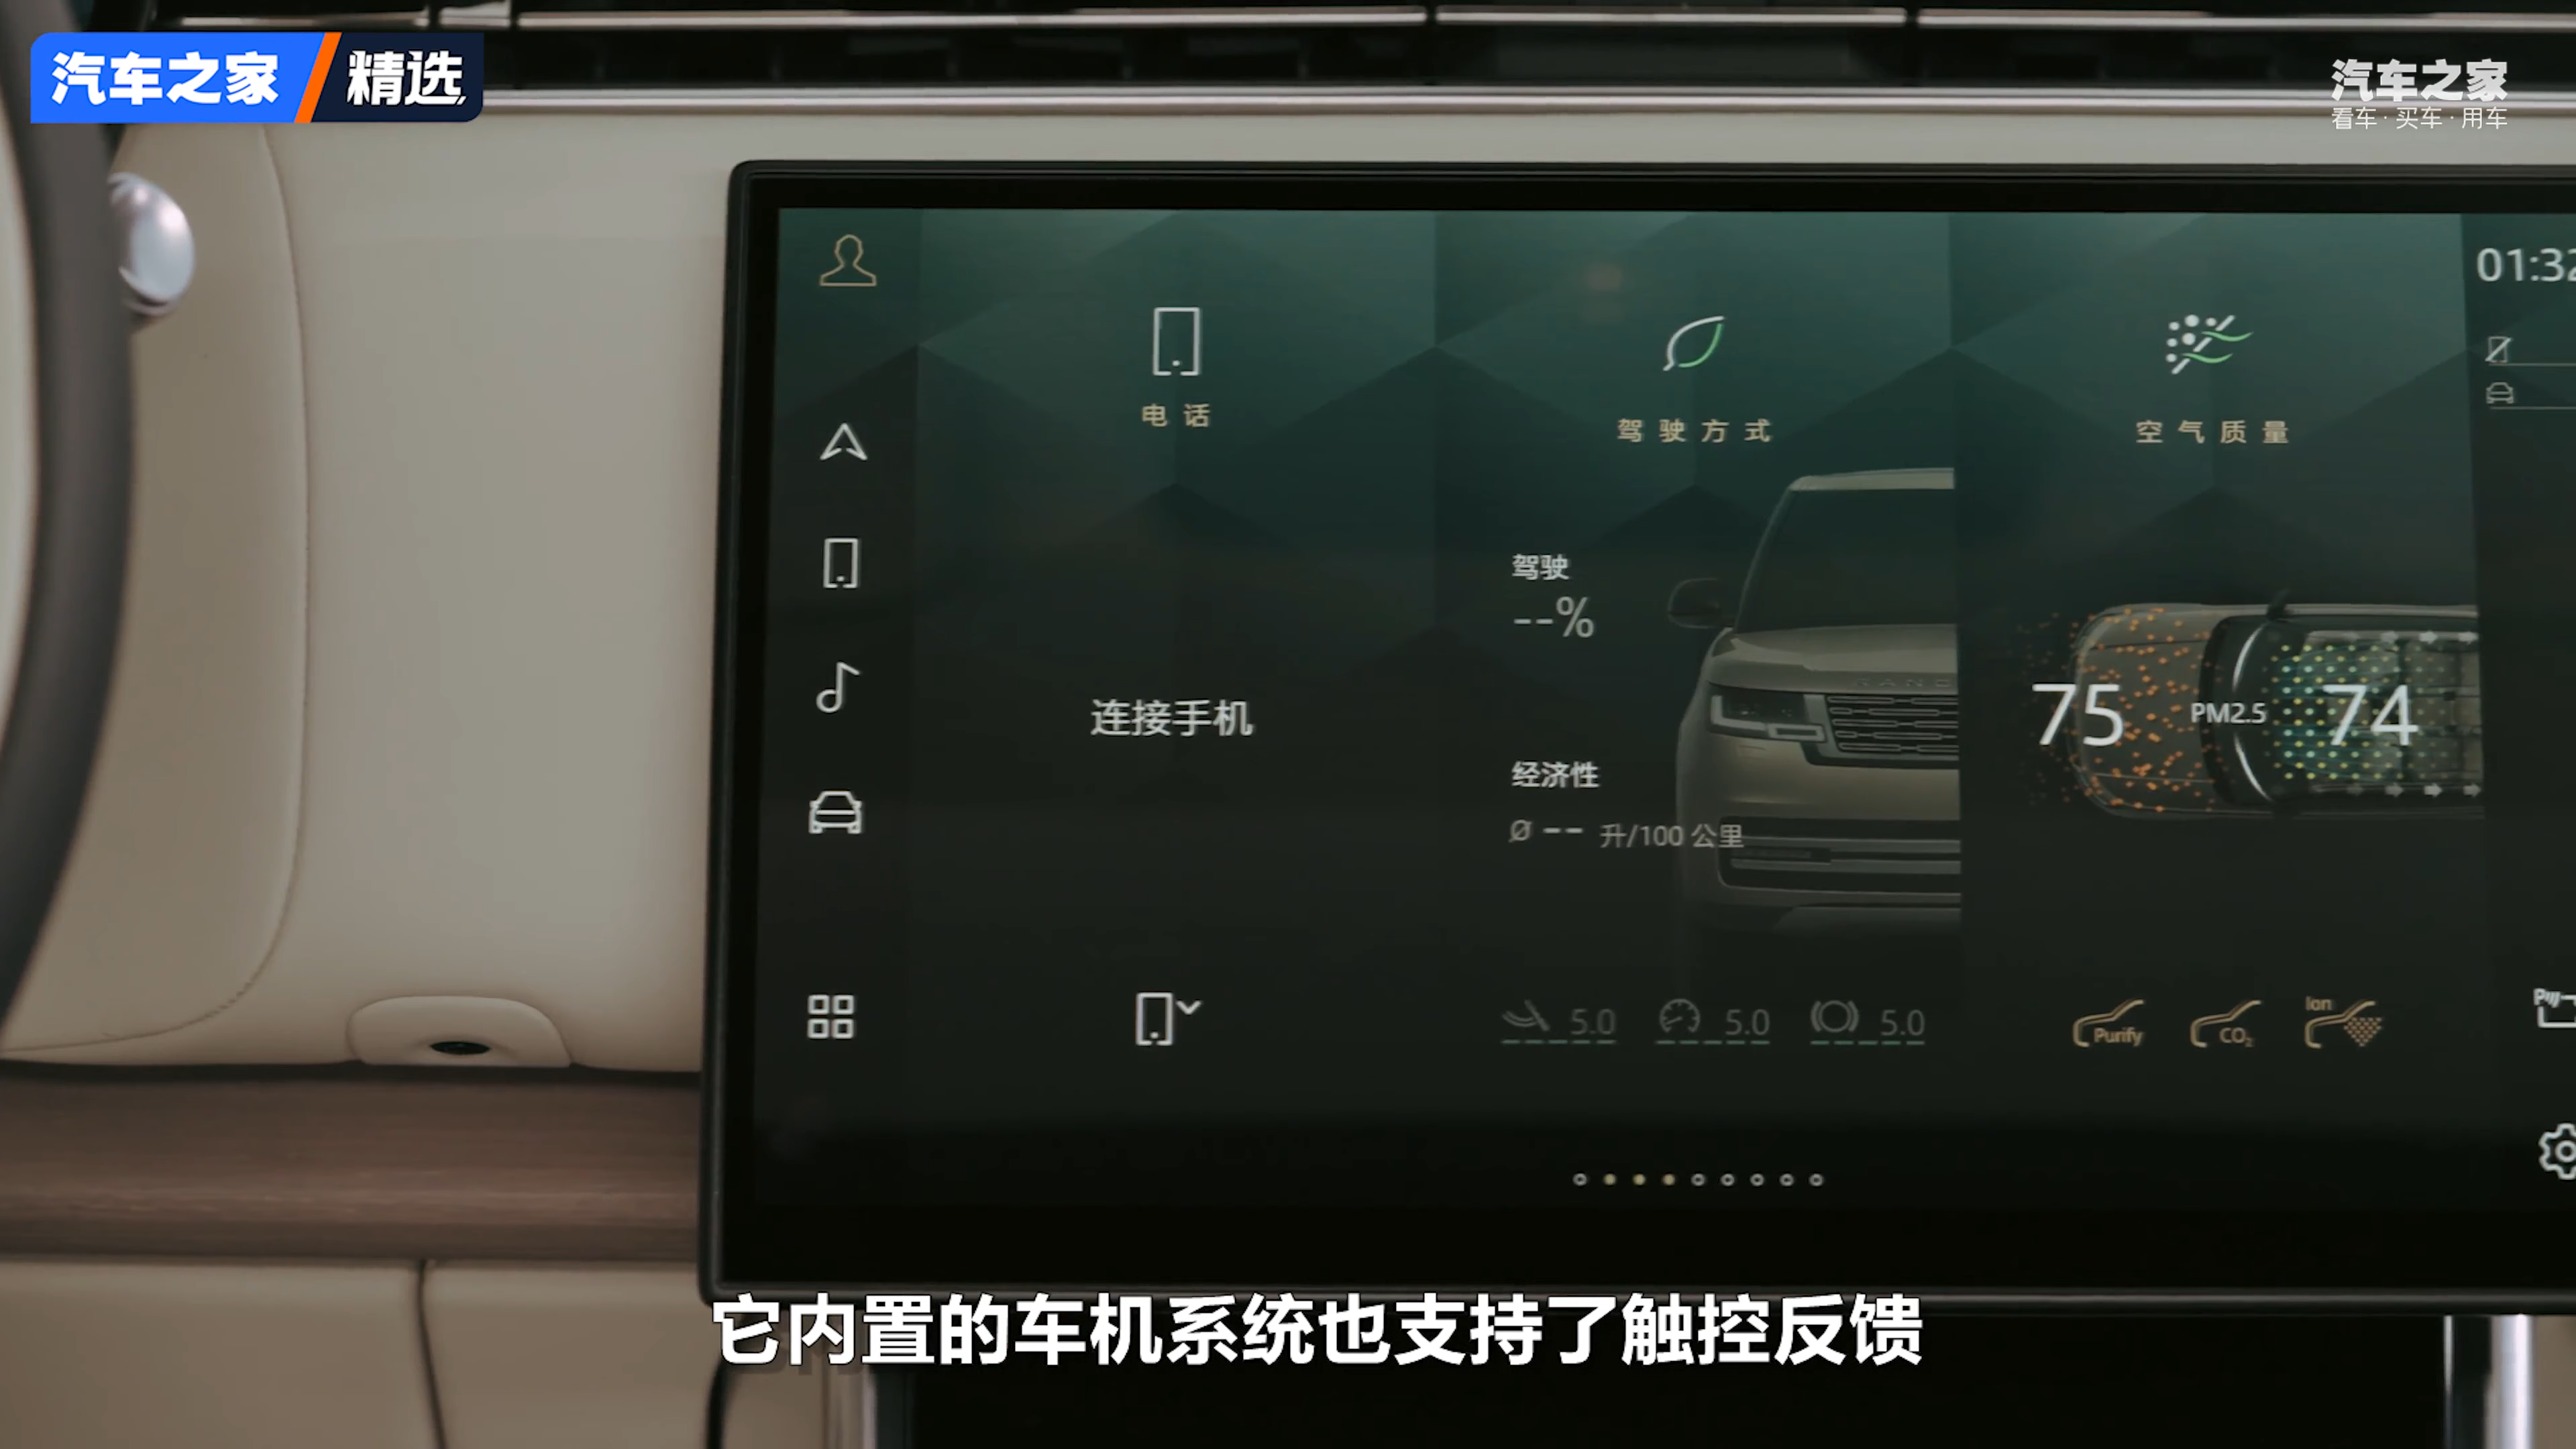 汽车之家 精选
汽车之家
看车·买车·用车
01:32
电话
驾驶方式
空气质量
驾驶
--%
连接手机
75 PM2.5 74
经济性
Ø -- 升/100 公里
5.0 5.0 5.0
Purify CO₂ Ion
它内置的车机系统也支持了触控反馈